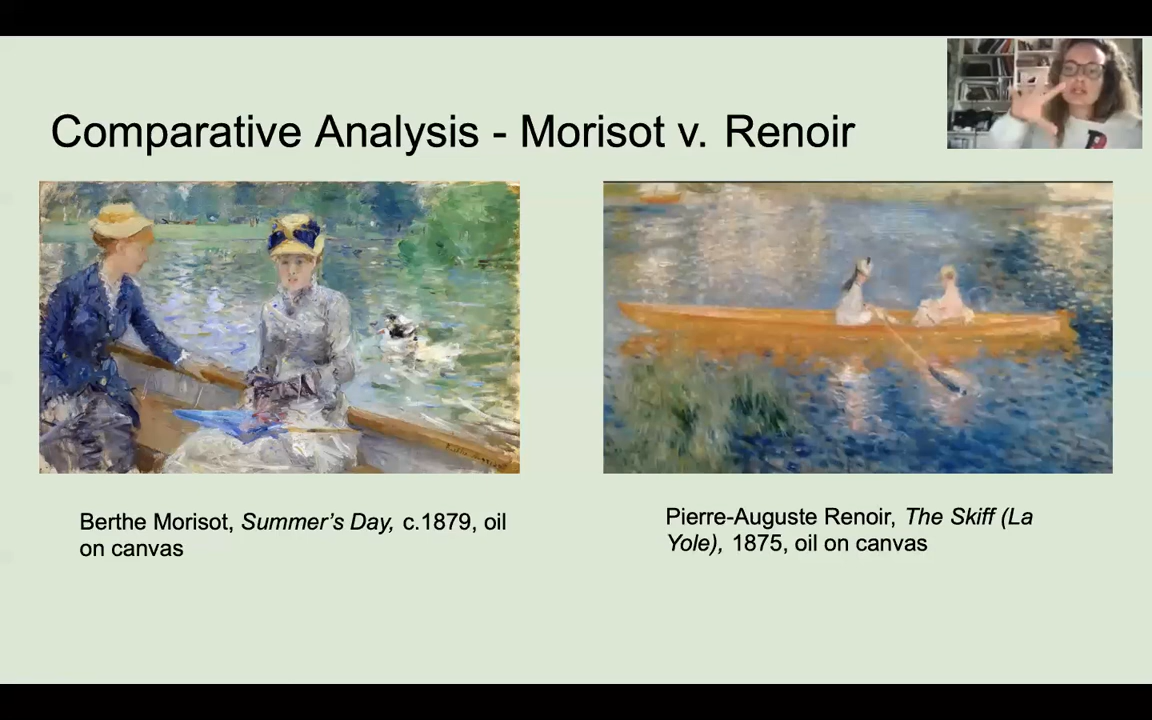 Comparative Analysis - Morisot v. Renoir
Berthe Morisot, Summer’s Day, c.1879, oil
on canvas
Pierre-Auguste Renoir, The Skiff (La
Yole), 1875, oil on canvas